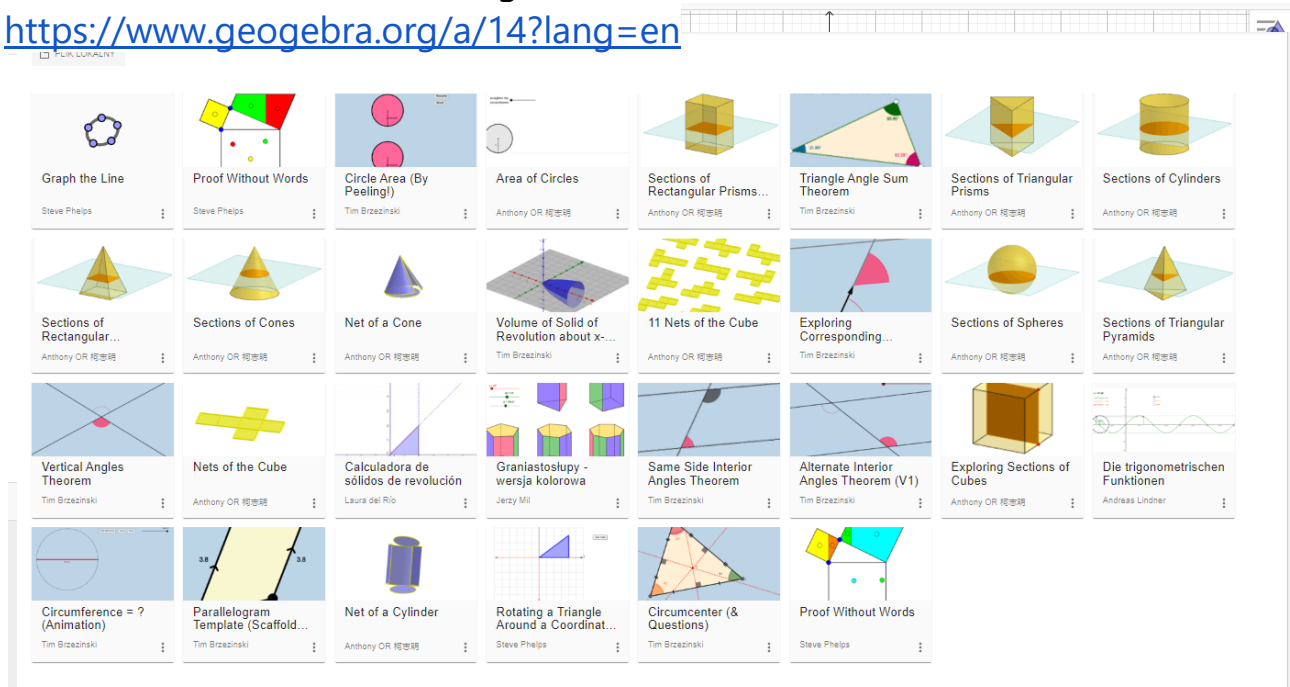 https://www.geogebra.org/a/14?lang=en
PLIK LOKALNY
Graph the Line
Steve Phelps
Proof Without Words
Steve Phelps
Circle Area (By
Peeling!)
Tim Brzezinski
Area of Circles
Anthony OR 柯志明
Sections of
Rectangular Prisms...
Anthony OR 柯志明
Triangle Angle Sum
Theorem
Tim Brzezinski
Sections of Triangular
Prisms
Anthony OR 柯志明
Sections of Cylinders
Anthony OR 柯志明
Sections of
Rectangular...
Anthony OR 柯志明
Sections of Cones
Anthony OR 柯志明
Net of a Cone
Anthony OR 柯志明
Volume of Solid of
Revolution about x-...
Tim Brzezinski
11 Nets of the Cube
Anthony OR 柯志明
Exploring
Corresponding...
Tim Brzezinski
Sections of Spheres
Anthony OR 柯志明
Sections of Triangular
Pyramids
Anthony OR 柯志明
Vertical Angles
Theorem
Tim Brzezinski
Nets of the Cube
Anthony OR 柯志明
Calculadora de
sólidos de revolución
Laura del Río
Graniastosłupy -
wersja kolorowa
Jerzy Mil
Same Side Interior
Angles Theorem
Tim Brzezinski
Alternate Interior
Angles Theorem (V1)
Tim Brzezinski
Exploring Sections of
Cubes
Anthony OR 柯志明
Die trigonometrischen
Funktionen
Andreas Lindner
Circumference = ?
(Animation)
Tim Brzezinski
3.8
3.8
Parallelogram
Template (Scaffold...
Tim Brzezinski
Net of a Cylinder
Anthony OR 柯志明
Rotating a Triangle
Around a Coordinat...
Steve Phelps
Circumcenter (&
Questions)
Tim Brzezinski
Proof Without Words
Steve Phelps